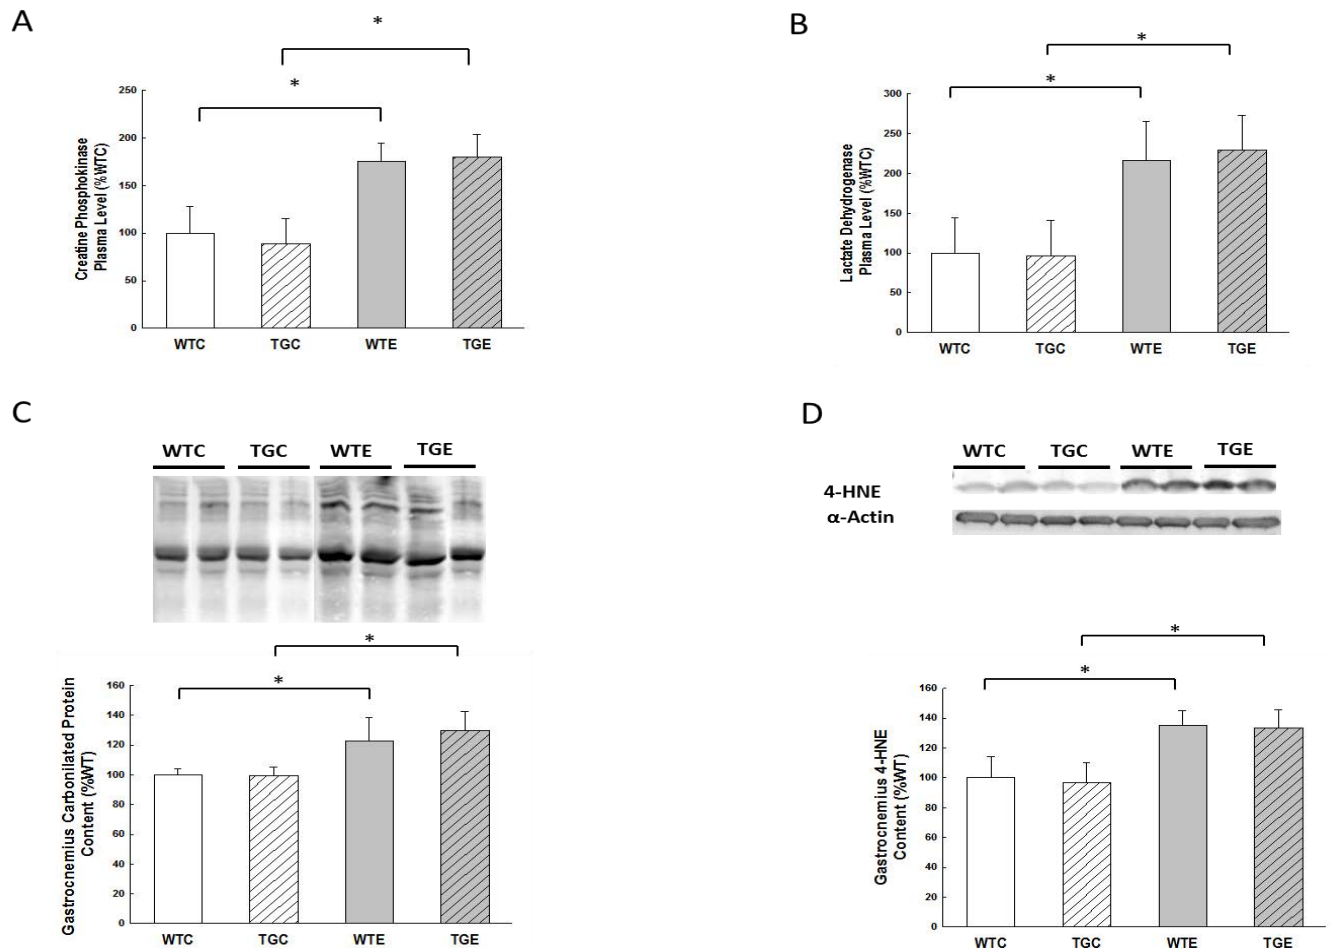 A
*
*
Creatine Phosphokinase
Plasma Level (%WTC)
250
200
150
100
50
0
WTC TGC WTE TGE
B
*
*
Lactate Dehydrogenase
Plasma Level (%WTC)
300
250
200
150
100
50
0
WTC TGC WTE TGE
C
WTC TGC WTE TGE
*
*
Gastrocnemius Carbonilated Protein
Content (%WT)
160
140
120
100
80
60
40
20
0
WTC TGC WTE TGE
D
WTC TGC WTE TGE
4-HNE
α-Actin
*
*
Gastrocnemius 4-HNE
Content (%WT)
160
140
120
100
80
60
40
20
0
WTC TGC WTE TGE